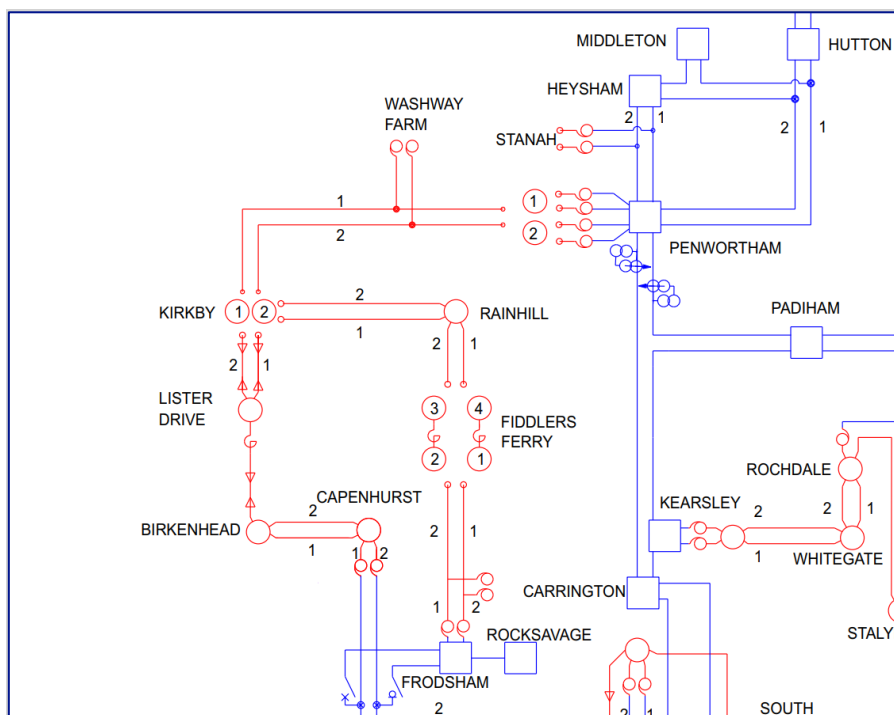 MIDDLETON
HUTTON
HEYSHAM
WASHWAY
FARM
2 1
2 1
STANAH
1
1
2
2
PENWORTHAM
2
KIRKBY 1 2
RAINHILL
PADIHAM
1
2 1
2 1
LISTER
DRIVE
3 4
FIDDLERS
FERRY
2 1
ROCHDALE
CAPENHURST
KEARSLEY
2
2
2 1
BIRKENHEAD
2 1
1
1 2
1
WHITEGATE
CARRINGTON
1 2
STALY
ROCKSAVAGE
FRODSHAM
2
2 1
SOUTH